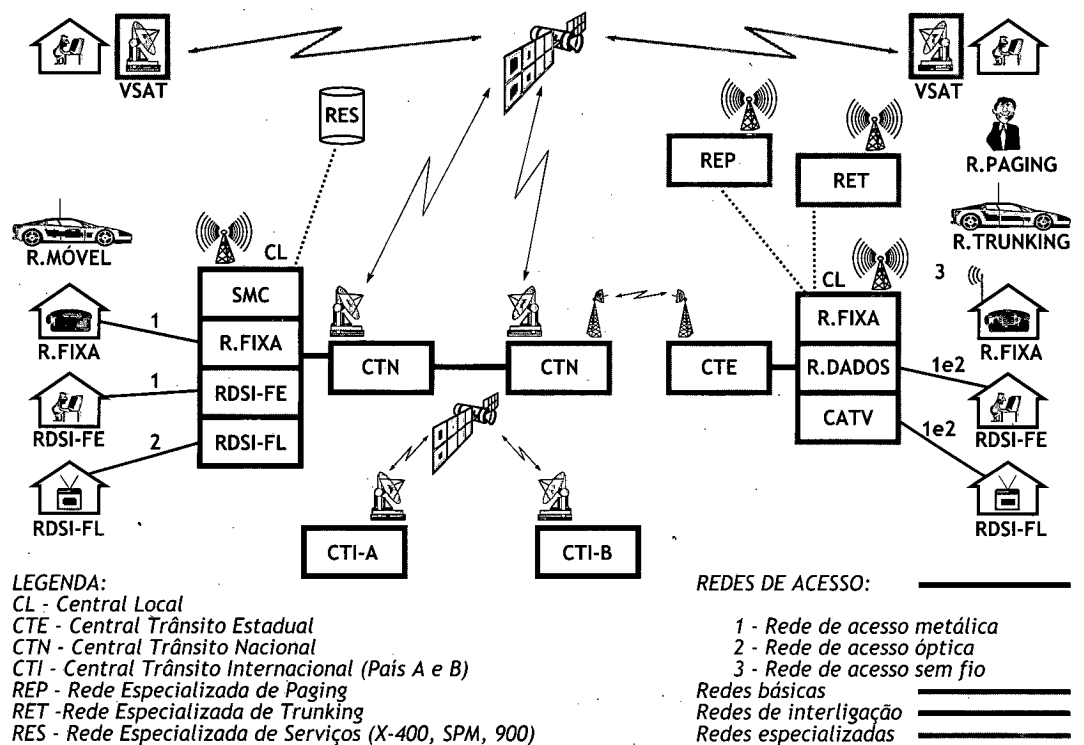 VSAT
VSAT
RES
REP
RET
R.PAGING
R.TRUNKING
R.MÓVEL
CL
SMC
R.FIXA
RDSI-FE
RDSI-FL
1
R.FIXA
1
RDSI-FE
2
RDSI-FL
CTN
CTN
CTE
CL
R.FIXA
R.DADOS
CATV
3
R.FIXA
1e2
RDSI-FE
1e2
RDSI-FL
CTI-A
CTI-B
LEGENDA:
CL - Central Local
CTE - Central Trânsito Estadual
CTN - Central Trânsito Nacional
CTI - Central Trânsito Internacional (Pais A e B)
REP - Rede Especializada de Paging
RET -Rede Especializada de Trunking
RES - Rede Especializada de Serviços (X-400, SPM, 900)
REDES DE ACESSO:
1 - Rede de acesso metálica
2 - Rede de acesso óptica
3 - Rede de acesso sem fio
Redes básicas
Redes de interligação
Redes especializadas